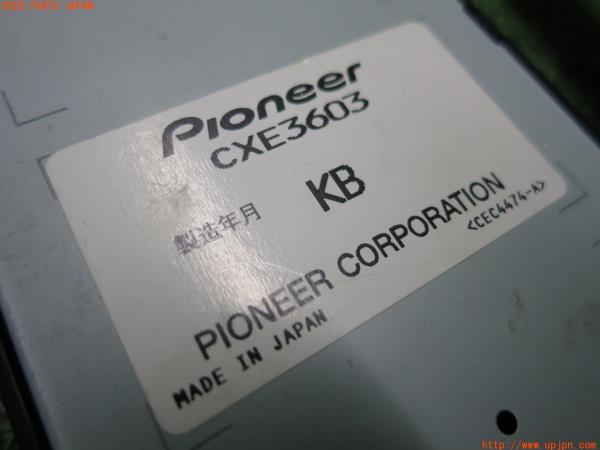 USED PARTS JAPAN
Pioneer
CXE3603
製造年月 KB
PIONEER CORPORATION
<CEC4474-A>
MADE IN JAPAN
(C)UPJ
http://www.upjpn.com/